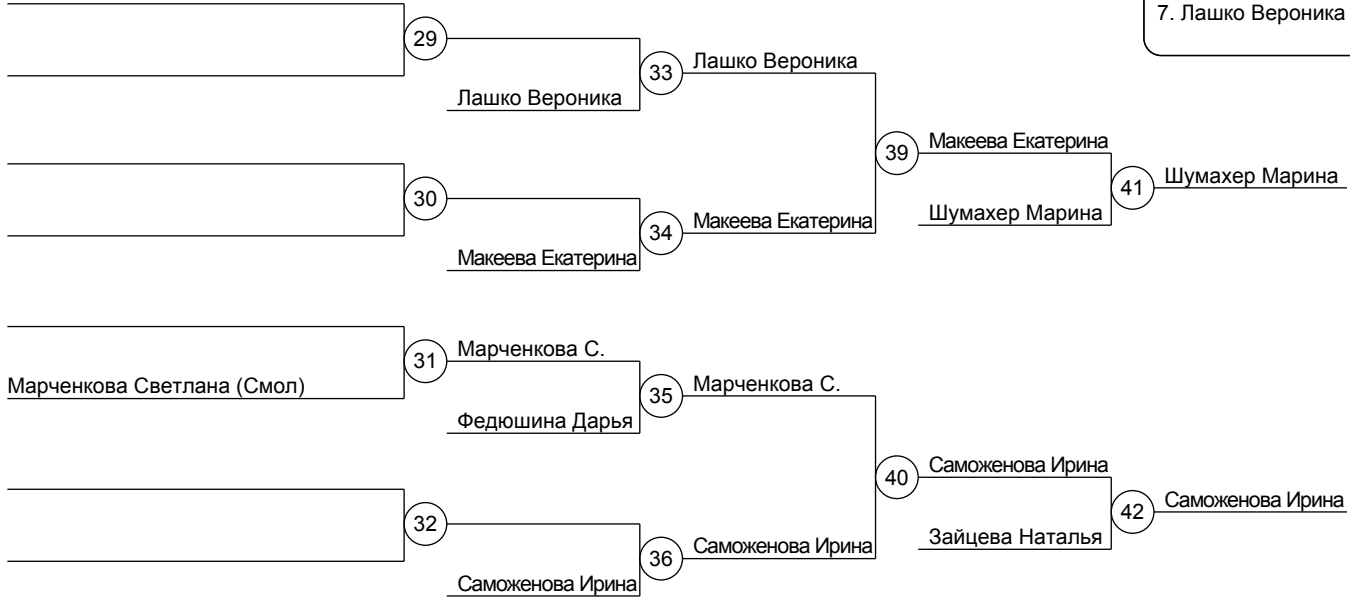 7. Лашко Вероника
29
33
Лашко Вероника
Лашко Вероника
39
Макеева Екатерина
41
Шумахер Марина
30
34
Макеева Екатерина
Шумахер Марина
Макеева Екатерина
31
Марченкова С.
Марченкова Светлана (Смол)
35
Марченкова С.
Федюшина Дарья
40
Саможенова Ирина
42
Саможенова Ирина
32
36
Саможенова Ирина
Зайцева Наталья
Саможенова Ирина